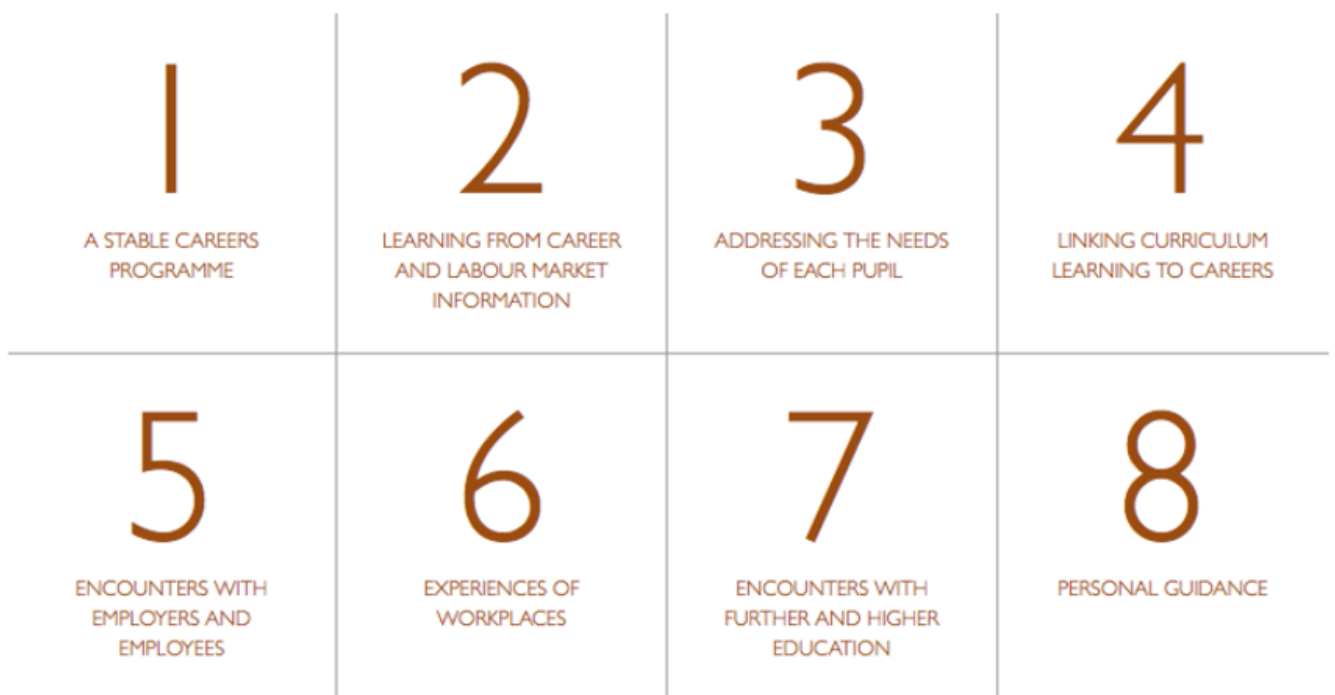 1
A STABLE CAREERS
PROGRAMME
2
LEARNING FROM CAREER
AND LABOUR MARKET
INFORMATION
3
ADDRESSING THE NEEDS
OF EACH PUPIL
4
LINKING CURRICULUM
LEARNING TO CAREERS
5
ENCOUNTERS WITH
EMPLOYERS AND
EMPLOYEES
6
EXPERIENCES OF
WORKPLACES
7
ENCOUNTERS WITH
FURTHER AND HIGHER
EDUCATION
8
PERSONAL GUIDANCE